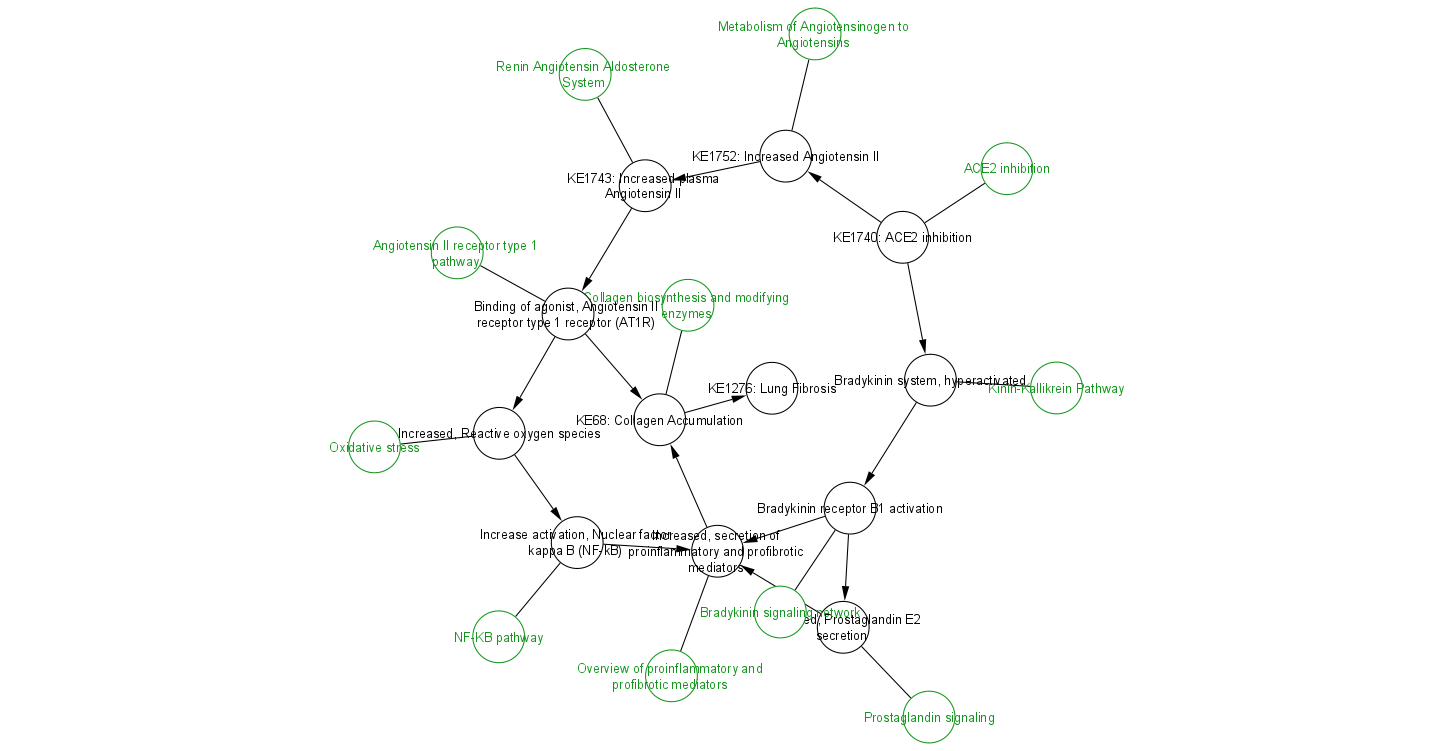 Metabolism of Angiotensinogen to
Angiotensins
Renin Angiotensin Aldosterone
System
KE1752: Increased Angiotensin II
ACE2 inhibition
KE1743: Increased plasma
Angiotensin II
KE1740: ACE2 inhibition
Angiotensin II receptor type 1
pathway
Collagen biosynthesis and modifying
enzymes
Binding of agonist, Angiotensin II
receptor type 1 receptor (AT1R)
Bradykinin system, hyperactivated
Kinin-Kallikrein Pathway
KE1276: Lung Fibrosis
KE68: Collagen Accumulation
Increased, Reactive oxygen species
Oxidative stress
Bradykinin receptor B1 activation
Increase activation, Nuclear factor
kappa B (NF-kB)
Increased, secretion of
proinflammatory and profibrotic
mediators
Bradykinin signaling network
Prostaglandin E2
secretion
NF-KB pathway
Overview of proinflammatory and
profibrotic mediators
Prostaglandin signaling